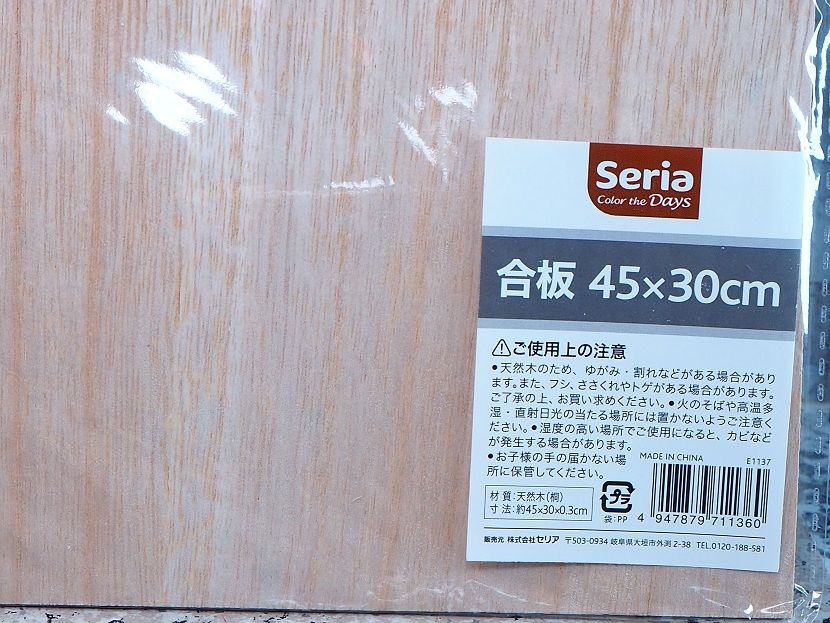 Seria
Color the Days
合板 45×30cm
⚠ご使用上の注意
●天然木のため、ゆがみ・割れなどがある場合があり
ます。また、フシ、ささくれやトゲがある場合があります。
ご了承の上、お買い求めください。●火のそばや高温多
湿・直射日光の当たる場所には置かないようご注意く
ださい。●湿度の高い場所でご使用になると、カビなど
が発生する場合があります。
●お子様の手の届かない場
所に保管してください。
MADE IN CHINA E1137
材 質:天然木(桐)
寸 法:約45×30×0.3cm
プラ
袋:PP
4 947879 711360
販売元 株式会社セリア 〒503-0934 岐阜県大垣市外渕2-38 TEL.0120-188-581